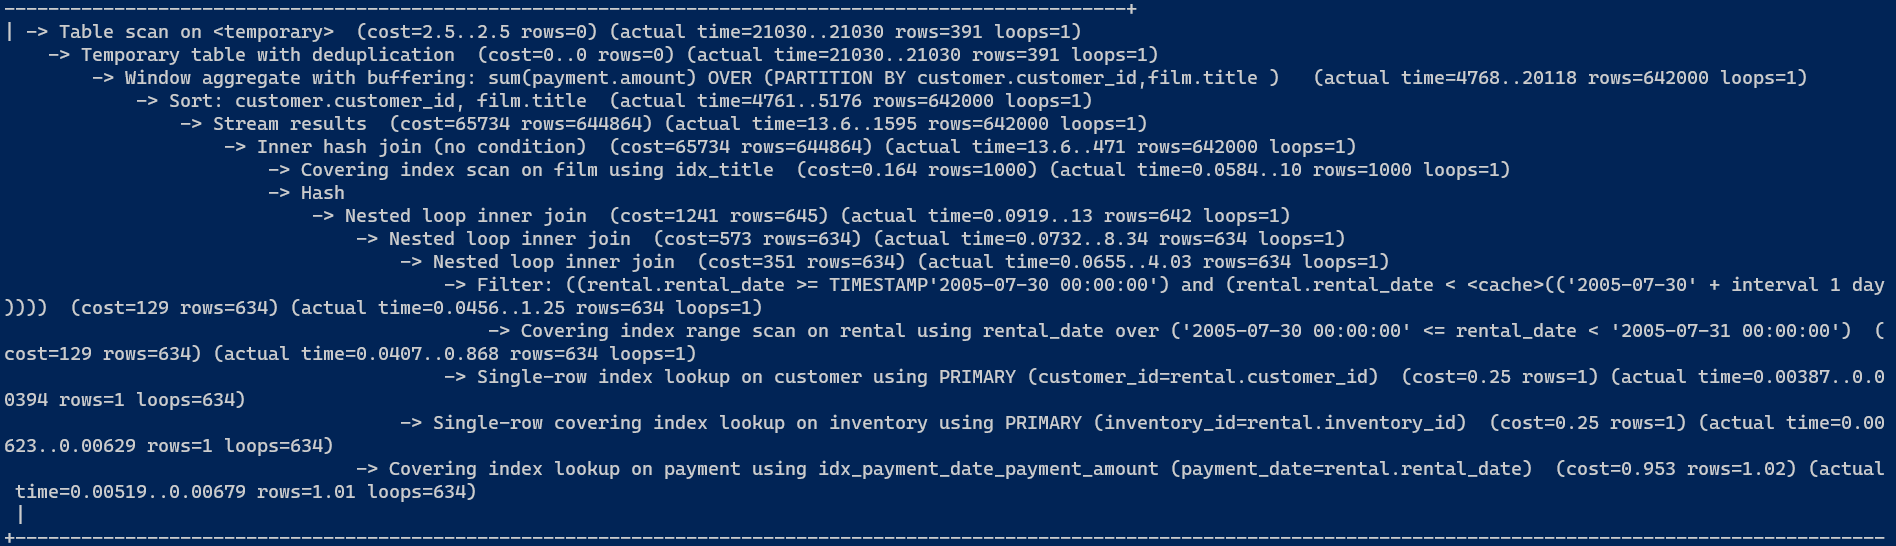 -----------------------------------------------------------------------------------------------------+
| -> Table scan on <temporary>  (cost=2.5..2.5 rows=0) (actual time=21030..21030 rows=391 loops=1)
    -> Temporary table with deduplication  (cost=0..0 rows=0) (actual time=21030..21030 rows=391 loops=1)
        -> Window aggregate with buffering: sum(payment.amount) OVER (PARTITION BY customer.customer_id,film.title )   (actual time=4768..20118 rows=642000 loops=1)
            -> Sort: customer.customer_id, film.title  (actual time=4761..5176 rows=642000 loops=1)
                -> Stream results  (cost=65734 rows=644864) (actual time=13.6..1595 rows=642000 loops=1)
                    -> Inner hash join (no condition)  (cost=65734 rows=644864) (actual time=13.6..471 rows=642000 loops=1)
                        -> Covering index scan on film using idx_title  (cost=0.164 rows=1000) (actual time=0.0584..10 rows=1000 loops=1)
                        -> Hash
                            -> Nested loop inner join  (cost=1241 rows=645) (actual time=0.0919..13 rows=642 loops=1)
                                -> Nested loop inner join  (cost=573 rows=634) (actual time=0.0732..8.34 rows=634 loops=1)
                                    -> Nested loop inner join  (cost=351 rows=634) (actual time=0.0655..4.03 rows=634 loops=1)
                                        -> Filter: ((rental.rental_date >= TIMESTAMP'2005-07-30 00:00:00') and (rental.rental_date < <cache>(('2005-07-30' + interval 1 day
))))  (cost=129 rows=634) (actual time=0.0456..1.25 rows=634 loops=1)
                                            -> Covering index range scan on rental using rental_date over ('2005-07-30 00:00:00' <= rental_date < '2005-07-31 00:00:00')  (
cost=129 rows=634) (actual time=0.0407..0.868 rows=634 loops=1)
                                        -> Single-row index lookup on customer using PRIMARY (customer_id=rental.customer_id)  (cost=0.25 rows=1) (actual time=0.00387..0.0
0394 rows=1 loops=634)
                                    -> Single-row covering index lookup on inventory using PRIMARY (inventory_id=rental.inventory_id)  (cost=0.25 rows=1) (actual time=0.00
623..0.00629 rows=1 loops=634)
                                -> Covering index lookup on payment using idx_payment_date_payment_amount (payment_date=rental.rental_date)  (cost=0.953 rows=1.02) (actual
 time=0.00519..0.00679 rows=1.01 loops=634)
 |
+--------------------------------------------------------------------------------------------------------------------------------------------------------------------------